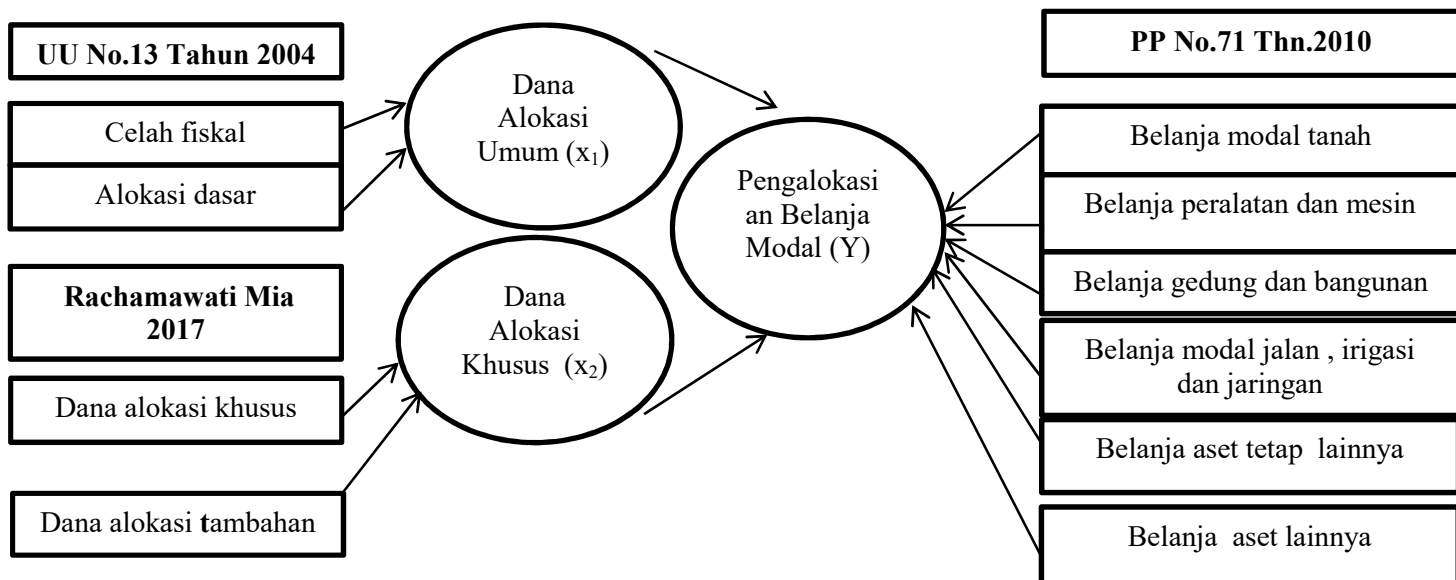 UU No.13 Tahun 2004
Celah fiskal
Alokasi dasar
Rachamawati Mia
2017
Dana alokasi khusus
Dana alokasi tambahan
Dana
Alokasi
Umum (x₁)
Dana
Alokasi
Khusus (x₂)
Pengalokasi
an Belanja
Modal (Y)
PP No.71 Thn.2010
Belanja modal tanah
Belanja peralatan dan mesin
Belanja gedung dan bangunan
Belanja modal jalan , irigasi
dan jaringan
Belanja aset tetap lainnya
Belanja aset lainnya